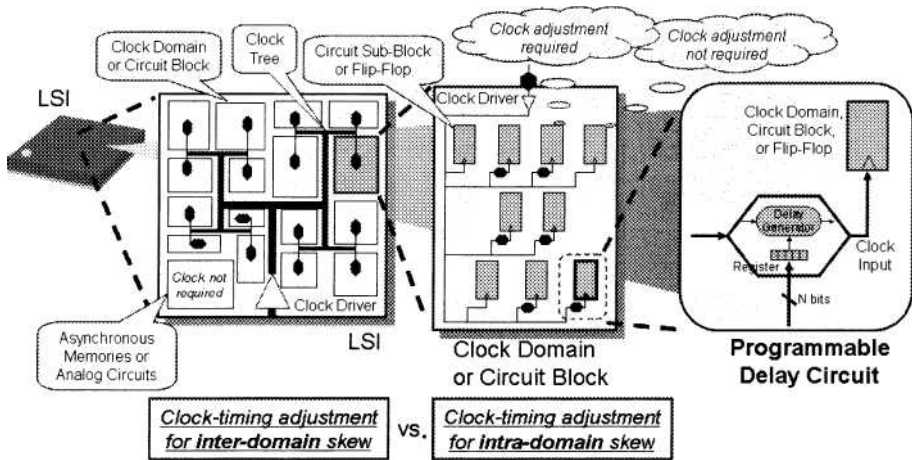 Clock adjustment
required
Clock adjustment
not required
Clock Domain
or Circuit Block
Clock
Tree
Circuit Sub-Block
or Flip-Flop
LSI
Clock Driver
Clock Domain,
Circuit Block,
or Flip-Flop
Delay
Generator
Register
Clock
Input
N bits
Clock not
required
Clock Driver
Asynchronous
Memories or
Analog Circuits
LSI
Clock Domain
or Circuit Block
Programmable
Delay Circuit
Clock-timing adjustment
for inter-domain skew
vs.
Clock-timing adjustment
for intra-domain skew